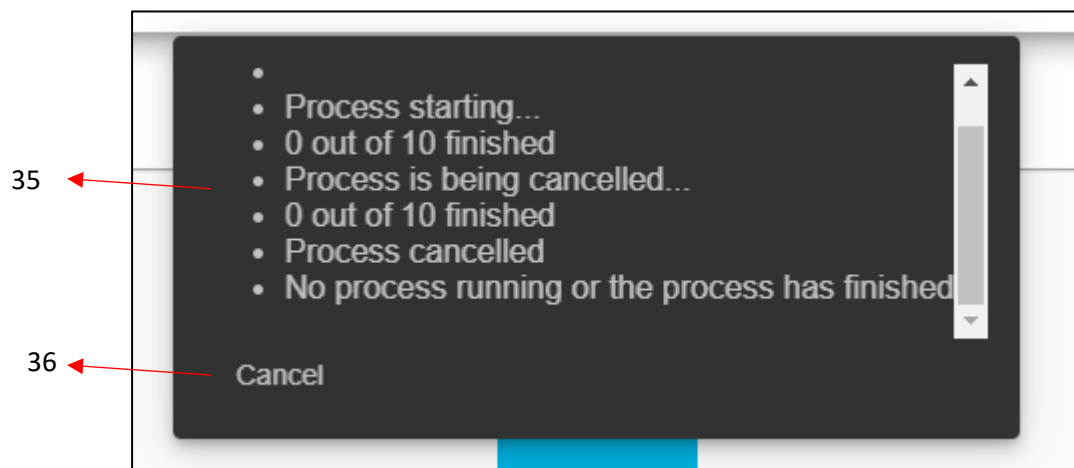 Process starting...
0 out of 10 finished
35
Process is being cancelled...
0 out of 10 finished
Process cancelled
No process running or the process has finished
36
Cancel